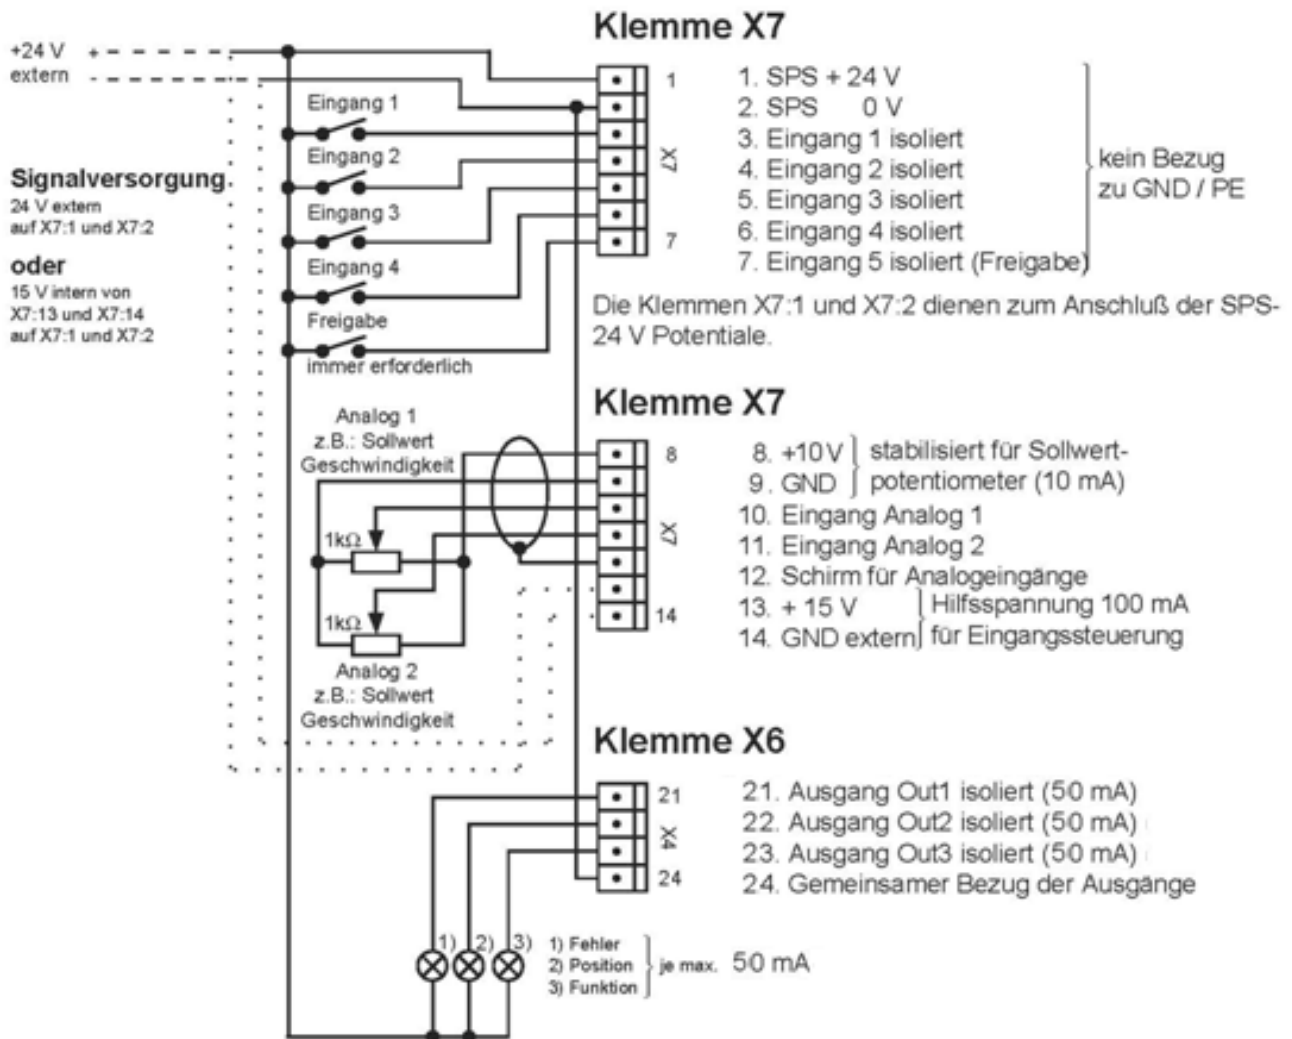 Klemme X7
+24 V +
extern -
1
1. SPS + 24 V
2. SPS 0 V
3. Eingang 1 isoliert
4. Eingang 2 isoliert
5. Eingang 3 isoliert
6. Eingang 4 isoliert
7. Eingang 5 isoliert (Freigabe)
kein Bezug
zu GND / PE
X7
7
Eingang 1
Eingang 2
Eingang 3
Eingang 4
Freigabe
immer erforderlich
Signalversorgung
24 V extern
auf X7:1 und X7:2
oder
15 V intern von
X7:13 und X7:14
auf X7:1 und X7:2
Die Klemmen X7:1 und X7:2 dienen zum Anschluß der SPS-
24 V Potentiale.
Klemme X7
Analog 1
z.B.: Sollwert
Geschwindigkeit
1kΩ
1kΩ
Analog 2
z.B.: Sollwert
Geschwindigkeit
8
X7
14
8. +10 V
9. GND
stabilisiert für Sollwert-
potentiometer (10 mA)
10. Eingang Analog 1
11. Eingang Analog 2
12. Schirm für Analogeingänge
13. + 15 V
14. GND extern
Hilfsspannung 100 mA
für Eingangssteuerung
Klemme X6
21
X4
24
21. Ausgang Out1 isoliert (50 mA)
22. Ausgang Out2 isoliert (50 mA)
23. Ausgang Out3 isoliert (50 mA)
24. Gemeinsamer Bezug der Ausgänge
1) 2) 3)
1) Fehler
2) Position
3) Funktion
je max. 50 mA